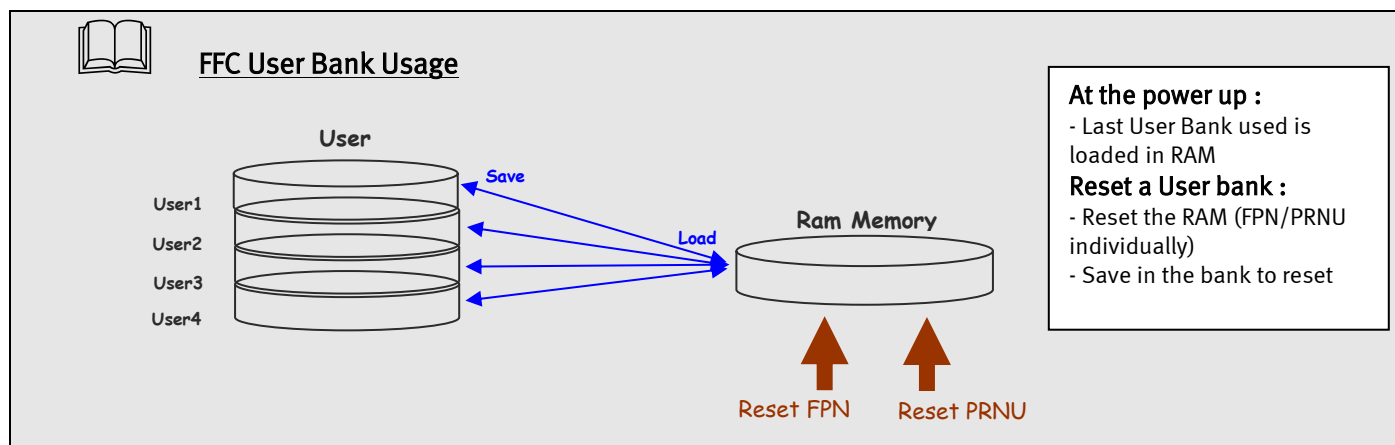 FFC User Bank Usage
User
User1
User2
User3
User4
Save
Load
Ram Memory
Reset FPN
Reset PRNU
At the power up :
- Last User Bank used is
loaded in RAM
Reset a User bank :
- Reset the RAM (FPN/PRNU
individually)
- Save in the bank to reset